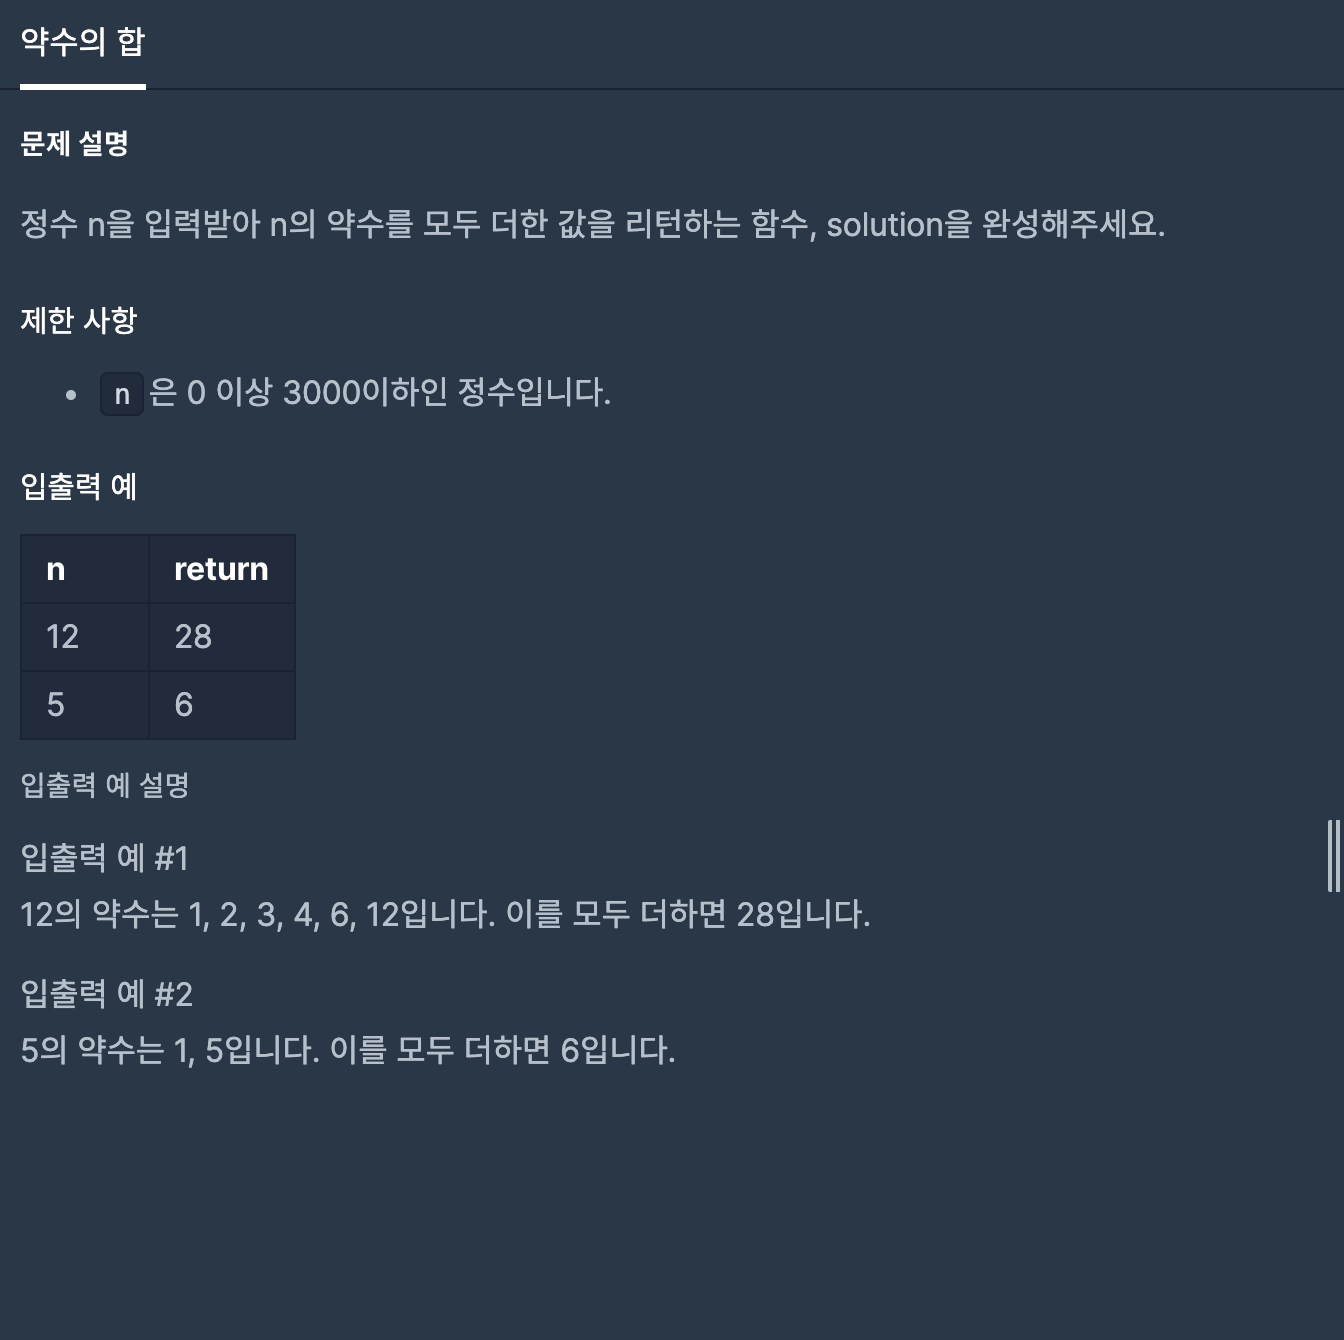 약수의 합
문제 설명
정수 n을 입력받아 n의 약수를 모두 더한 값을 리턴하는 함수, solution을 완성해주세요.
제한 사항
• n은 0 이상 3000이하인 정수입니다.
입출력 예
n return
12 28
5 6
입출력 예 설명
입출력 예 #1
12의 약수는 1, 2, 3, 4, 6, 12입니다. 이를 모두 더하면 28입니다.
입출력 예 #2
5의 약수는 1, 5입니다. 이를 모두 더하면 6입니다.